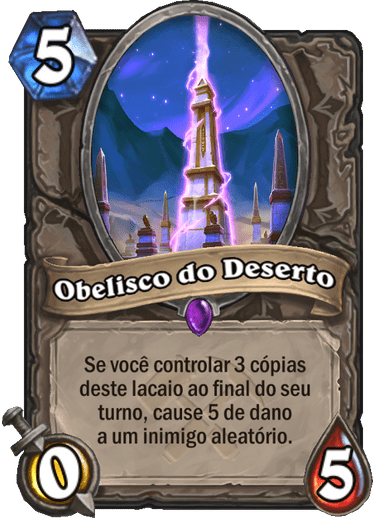 5
Obelisco do Deserto
Se você controlar 3 cópias
deste lacaio ao final do seu
turno, cause 5 de dano
a um inimigo aleatório.
0
5